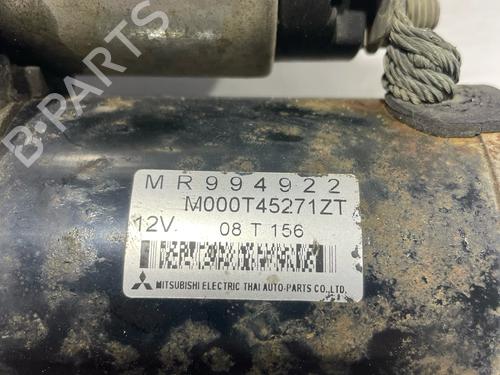 MR994922
M000T45271ZT
12V. 08 T 156
MITSUBISHI ELECTRIC THAI AUTO-PARTS CO.,LTD.
B-PARTS